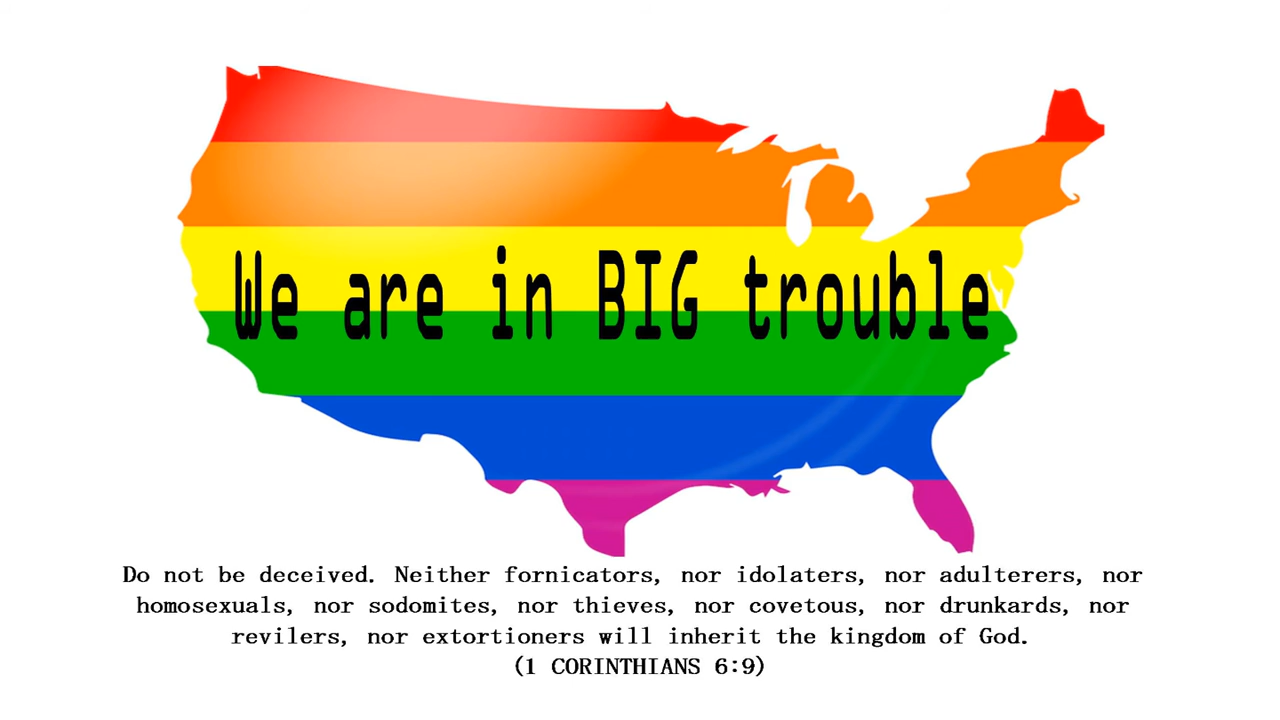 We are in BIG trouble
Do not be deceived. Neither fornicators, nor idolaters, nor adulterers, nor
homosexuals, nor sodomites, nor thieves, nor covetous, nor drunkards, nor
revilers, nor extortioners will inherit the kingdom of God.
(1 CORINTHIANS 6:9)